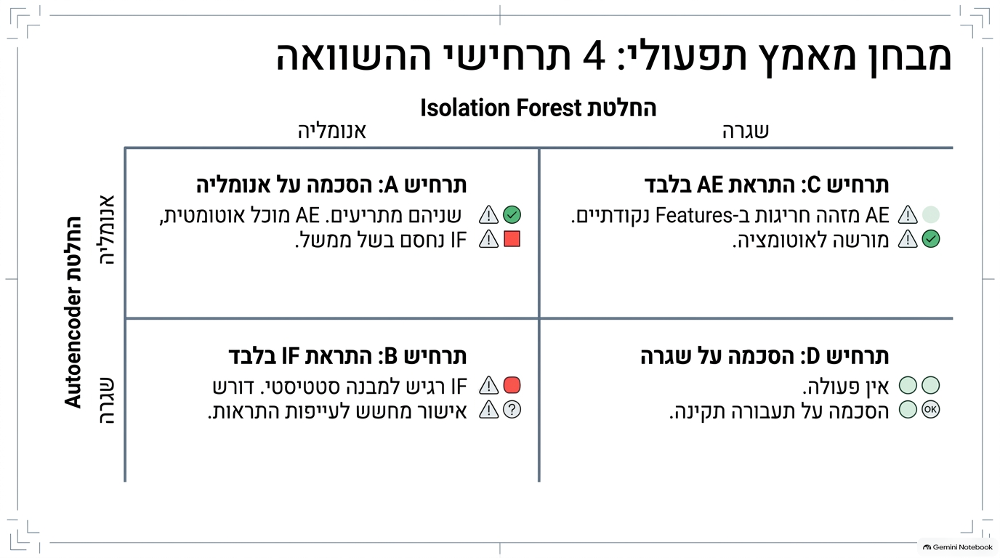 מבחן מאמץ תפעולי: 4 תרחישי ההשוואה
החלטת Isolation Forest
שגרה
אנומליה
החלטת Autoencoder
אנומליה
שגרה
תרחיש C: התראת AE בלבד
AE מזהה חריגות ב-Features נקודתיים.
מורשה לאוטומציה.
תרחיש A: הסכמה על אנומליה
שניהם מתריעים. AE מוכל אוטומטית,
IF נחסם בשל ממשל.
תרחיש D: הסכמה על שגרה
אין פעולה.
הסכמה על תעבורה תקינה.
OK
תרחיש B: התראת IF בלבד
IF רגיש למבנה סטטיסטי. דורש
אישור מחשש לעייפות התראות.
?
Gemini Notebook